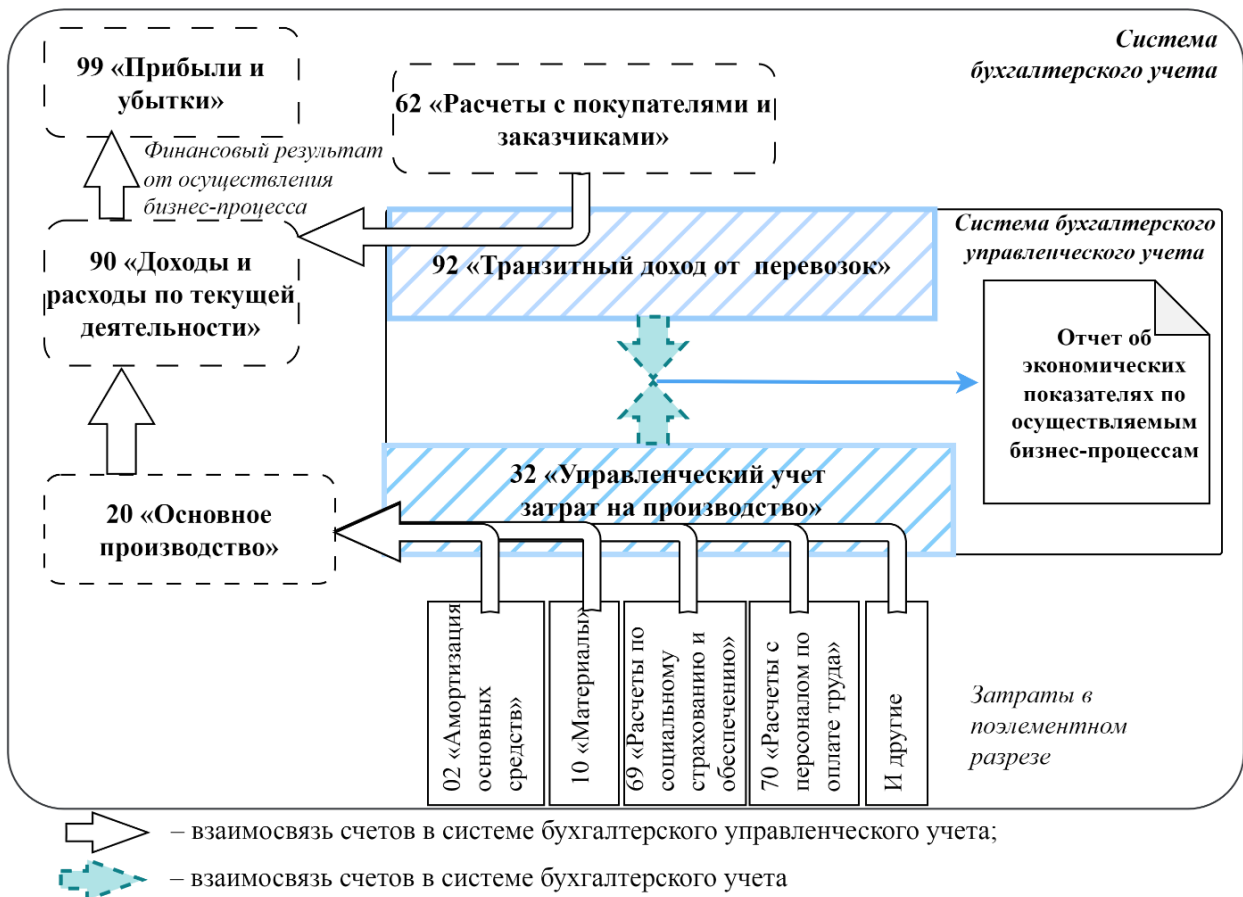 Система
бухгалтерского учета
99 «Прибыли и
убытки»
62 «Расчеты с покупателями и
заказчиками»
Финансовый результат
от осуществления
бизнес-процесса
90 «Доходы и
расходы по текущей
деятельности»
92 «Транзитный доход от перевозок»
Система бухгалтерского
управленческого учета
Отчет об
экономических
показателях по
осуществляемым
бизнес-процессам
32 «Управленческий учет
затрат на производство»
20 «Основное
производство»
02 «Амортизация
основных
средств»
10 «Материалы»
69 «Расчеты по
социальному
страхованию и
обеспечению»
70 «Расчеты с
персоналом по
оплате труда»
И другие
Затраты в
поэлементном
разрезе
– взаимосвязь счетов в системе бухгалтерского управленческого учета;
– взаимосвязь счетов в системе бухгалтерского учета